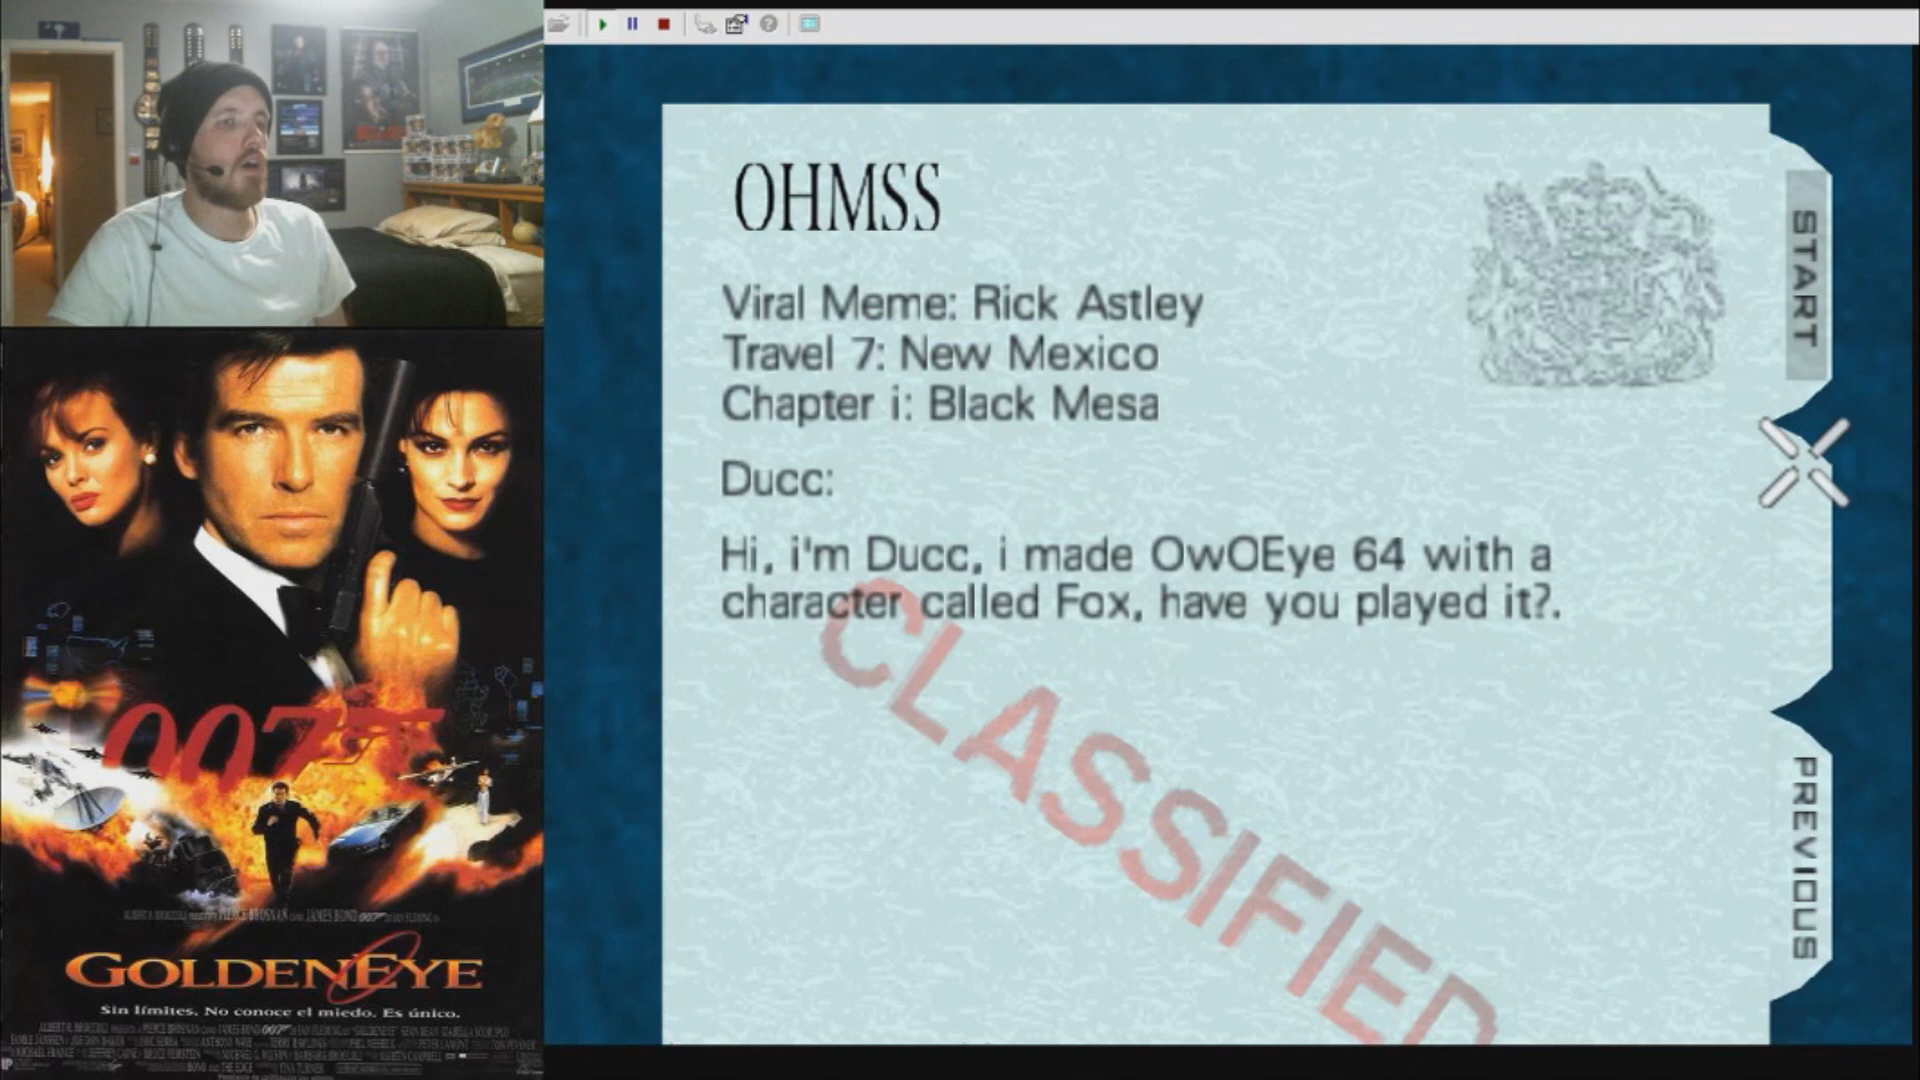 OHMSS
Viral Meme: Rick Astley
Travel 7: New Mexico
Chapter i: Black Mesa
Ducc:
Hi, i'm Ducc, i made OwOEye 64 with a
character called Fox, have you played it?.
CLASSIFIED
START
PREVIOUS
007
GOLDENEYE
Sin límites. No conoce el miedo. Es único.